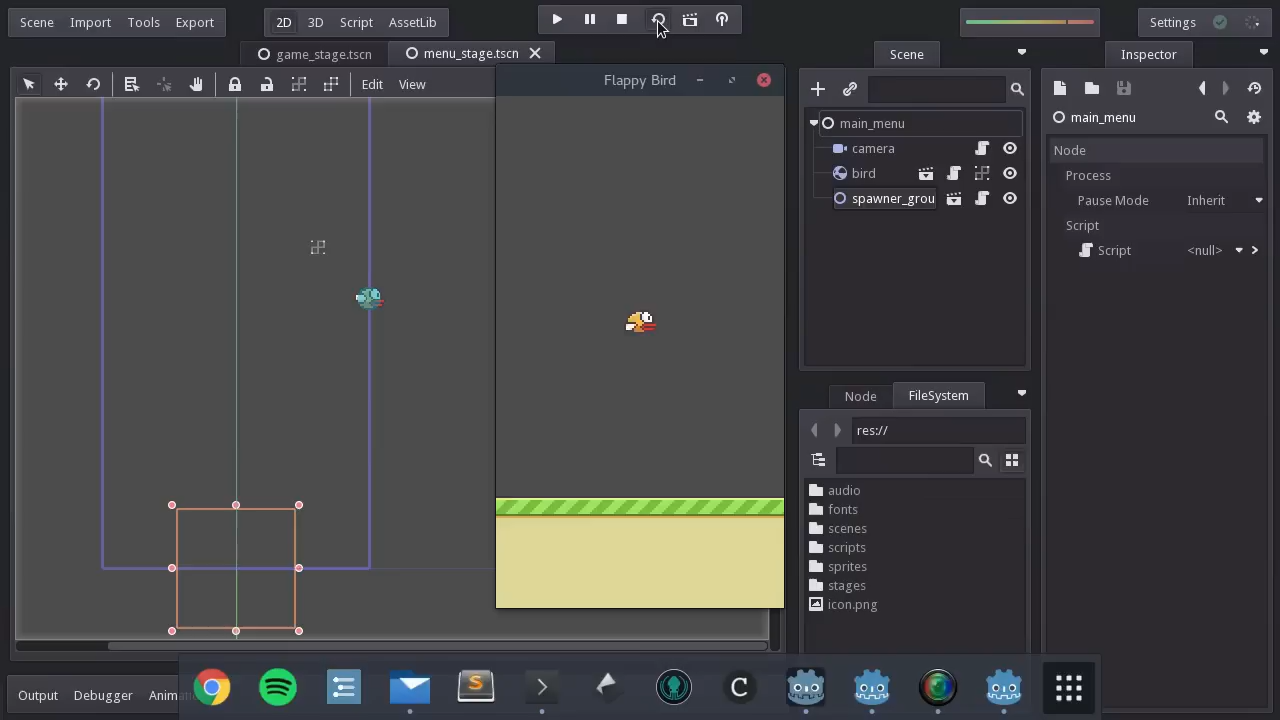 Scene Import Tools Export 2D 3D Script AssetLib Settings
game_stage.tscn menu_stage.tscn Scene Inspector
Edit View Flappy Bird
main_menu
main_menu
camera
bird
spawner_grou
Node
Process
Pause Mode Inherit
Script
Script <null>
Node FileSystem
res://
audio
fonts
scenes
scripts
sprites
stages
icon.png
Output Debugger Anima
S
C